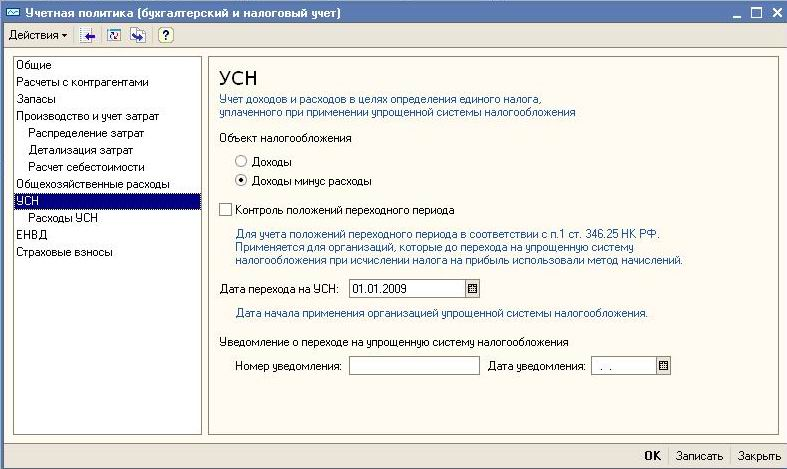 Учетная политика (бухгалтерский и налоговый учет)
Действия
Общие
Расчеты с контрагентами
Запасы
Производство и учет затрат
Распределение затрат
Детализация затрат
Расчет себестоимости
Общехозяйственные расходы
УСН
Расходы УСН
ЕНВД
Страховые взносы
УСН
Учет доходов и расходов в целях определения единого налога,
уплаченного при применении упрощенной системы налогообложения
Объект налогообложения
Доходы
Доходы минус расходы
Контроль положений переходного периода
Для учета положений переходного периода в соответствии с п.1 ст. 346.25 НК РФ.
Применяется для организаций, которые до перехода на упрощенную систему
налогообложения при исчислении налога на прибыль использовали метод начислений.
Дата перехода на УСН: 01.01.2009
Дата начала применения организацией упрощенной системы налогообложения.
Уведомление о переходе на упрощенную систему налогообложения
Номер уведомления: Дата уведомления: . .
OK Записать Закрыть